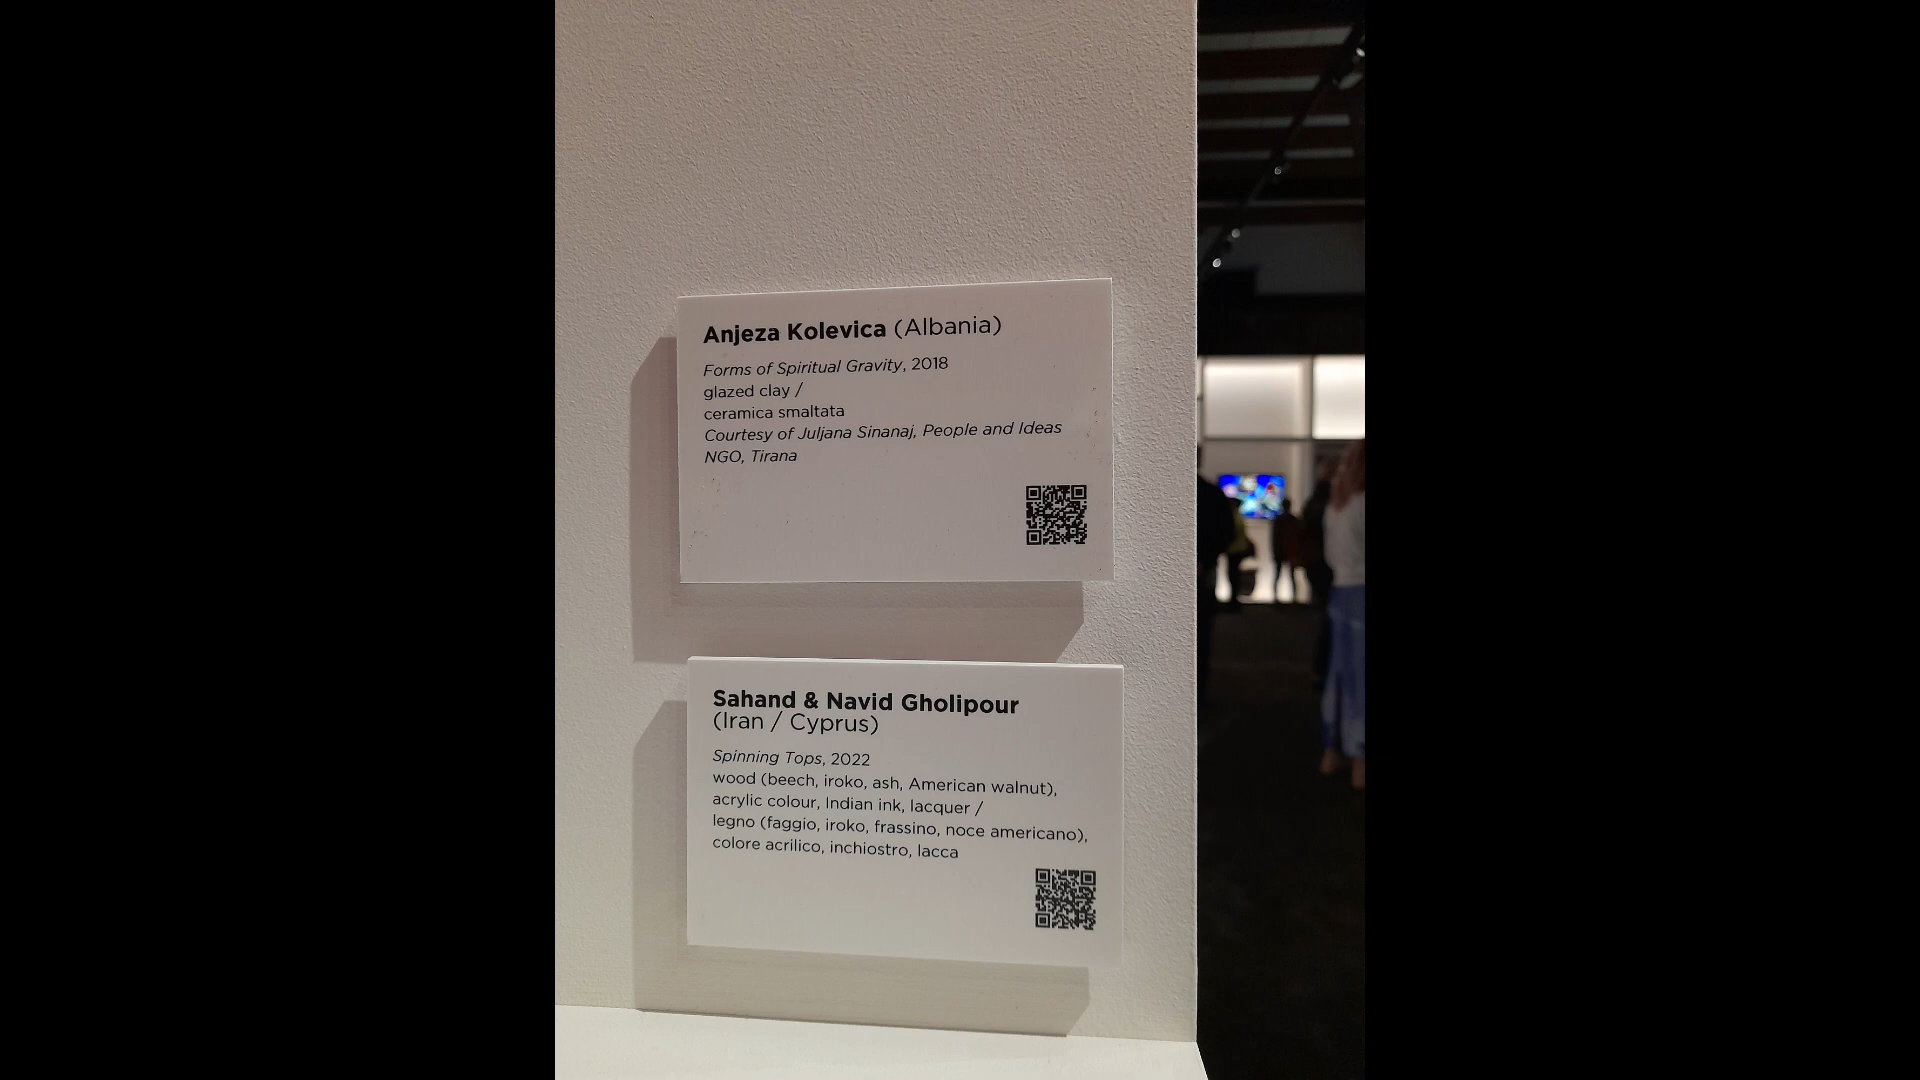 Anjeza Kolevica (Albania)
Forms of Spiritual Gravity, 2018
glazed clay /
ceramica smaltata
Courtesy of Juljana Sinanaj, People and Ideas
NGO, Tirana
Sahand & Navid Gholipour
(Iran / Cyprus)
Spinning Tops, 2022
wood (beech, iroko, ash, American walnut),
acrylic colour, Indian ink, lacquer /
legno (faggio, iroko, frassino, noce americano),
colore acrilico, inchiostro, lacca